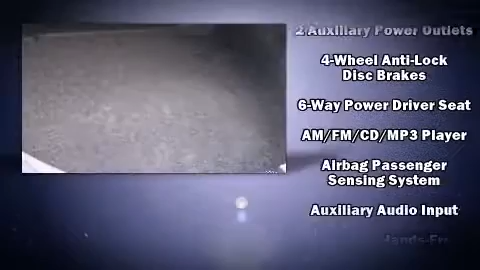 2 Auxiliary Power Outlets
4-Wheel Anti-Lock
Disc Brakes
6-Way Power Driver Seat
AM/FM/CD/MP3 Player
Airbag Passenger
Sensing System
Auxiliary Audio Input